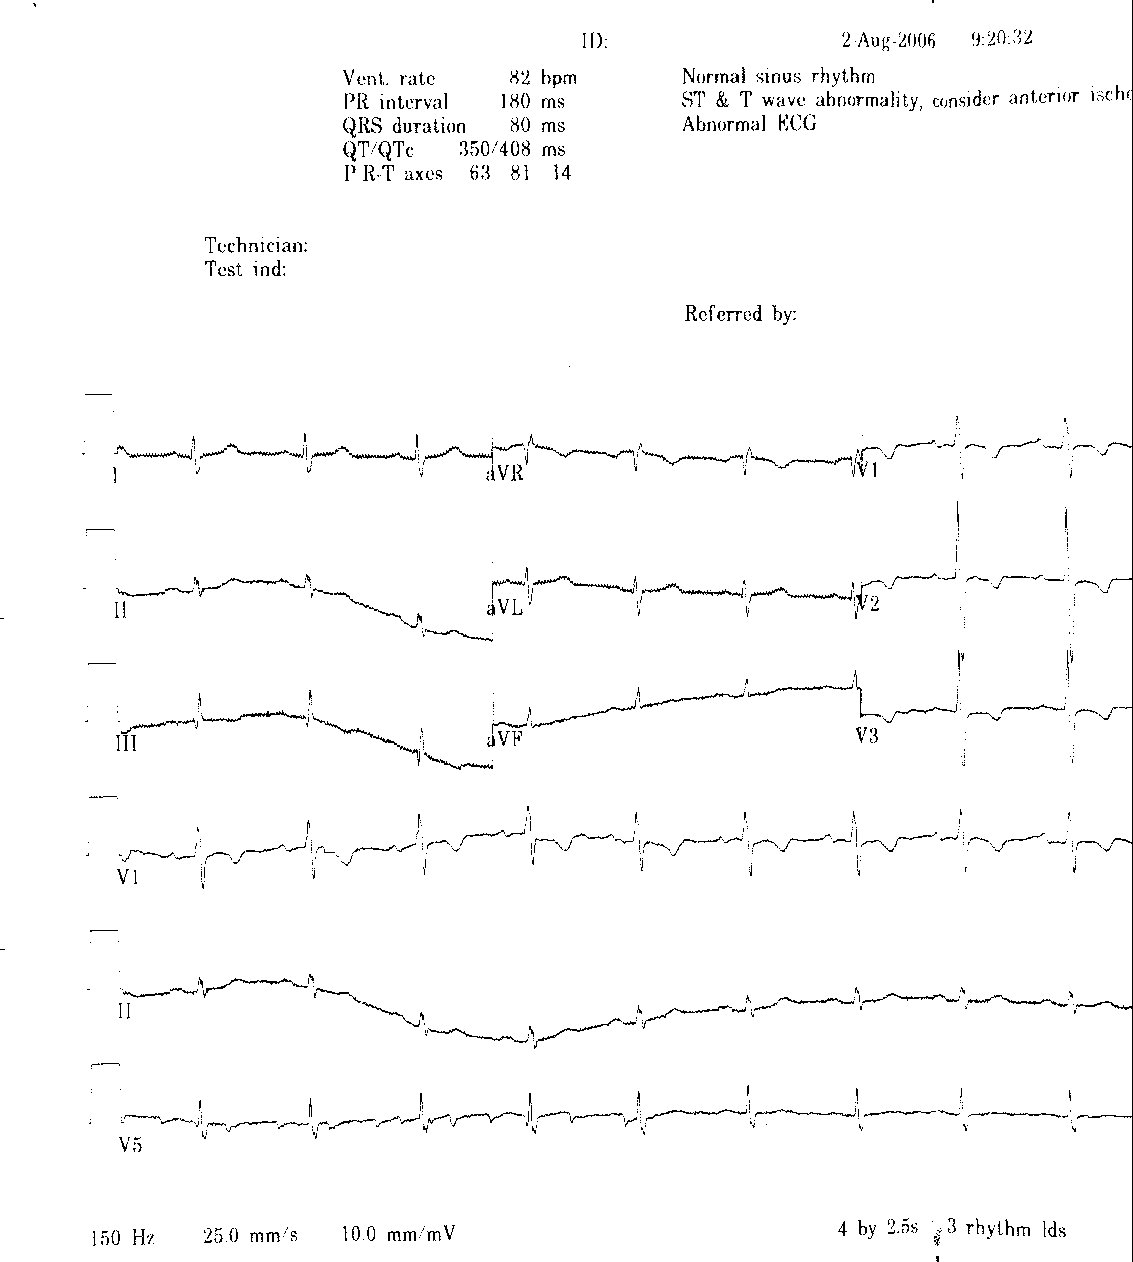 ID:
2-Aug-2006 9:20:32
Vent. rate 82 bpm
PR interval 180 ms
QRS duration 80 ms
QT/QTc 350/408 ms
P-R-T axes 63 81 14
Normal sinus rhythm
ST & T wave abnormality, consider anterior ische
Abnormal ECG
Technician:
Test ind:
Referred by:
I aVR V1
II aVL V2
III aVF V3
V1
II
V5
150 Hz 25.0 mm/s 10.0 mm/mV 4 by 2.5s 3 rhythm lds